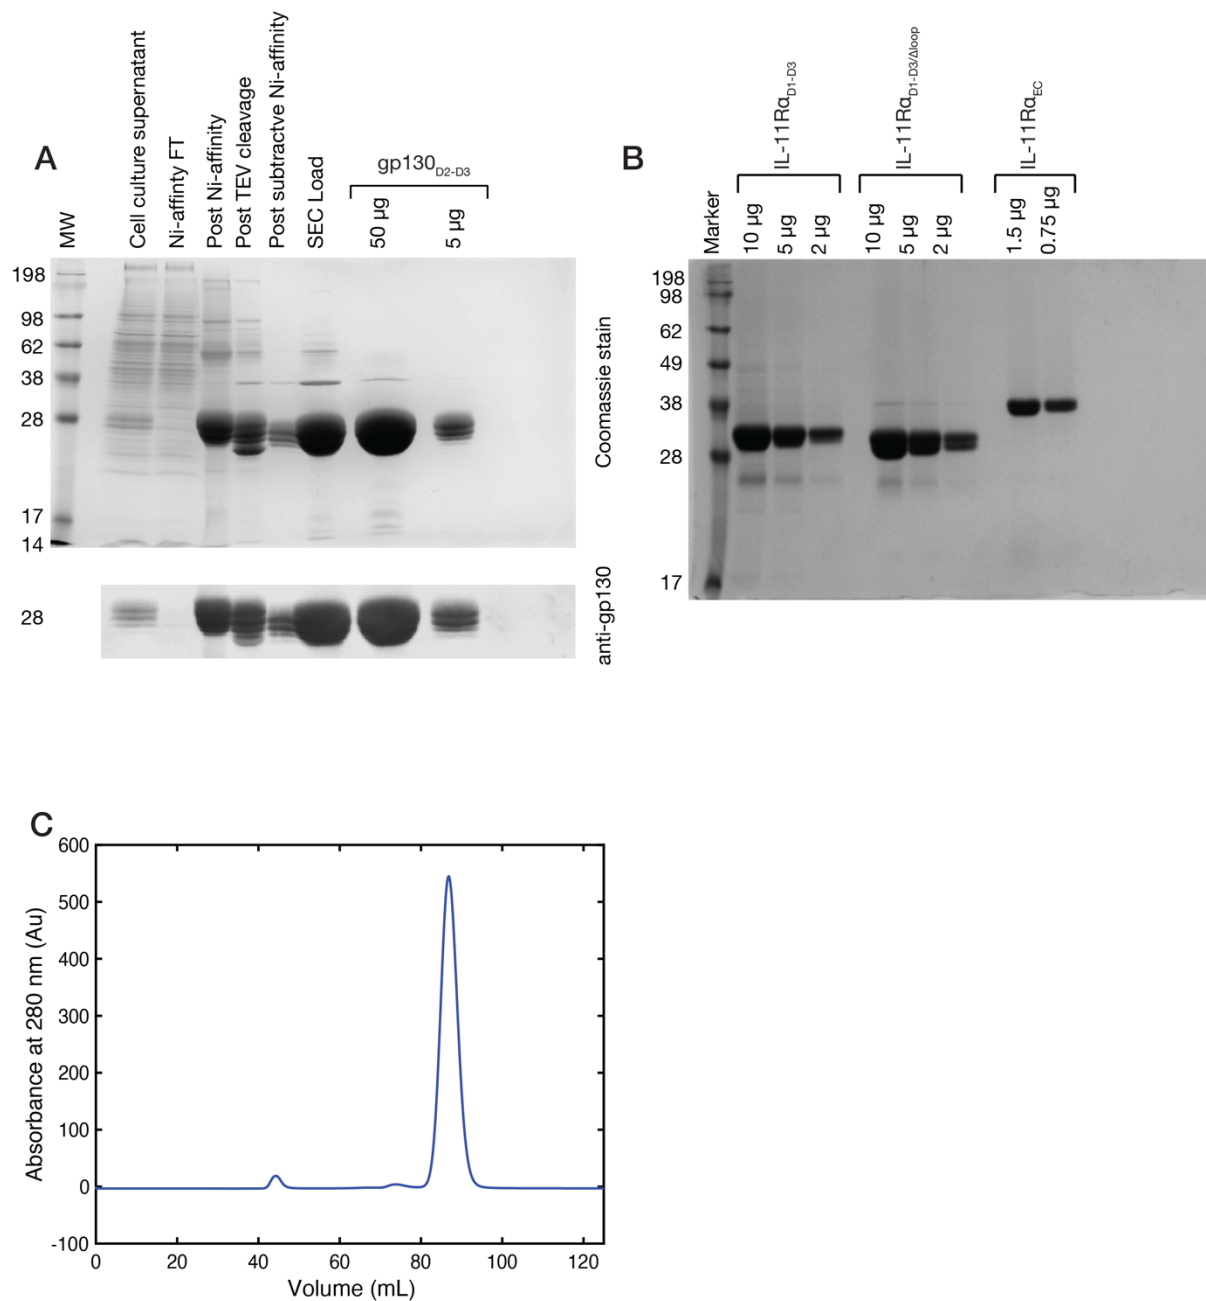 A
MW
Cell culture supernatant
Ni-affinty FT
Post Ni-affinity
Post TEV cleavage
Post subtractve Ni-affinity
SEC Load
gp130D2-D3
50 µg
5 µg
198
98
62
38
28
17
14
Coomassie stain
28
anti-gp130
B
Marker
IL-11RαD1-D3
10 µg
5 µg
2 µg
IL-11RαD1-D3/Δloop
10 µg
5 µg
2 µg
IL-11RαEC
1.5 µg
0.75 µg
198
98
62
49
38
28
17
C
Absorbance at 280 nm (Au)
600
500
400
300
200
100
0
-100
0 20 40 60 80 100 120
Volume (mL)